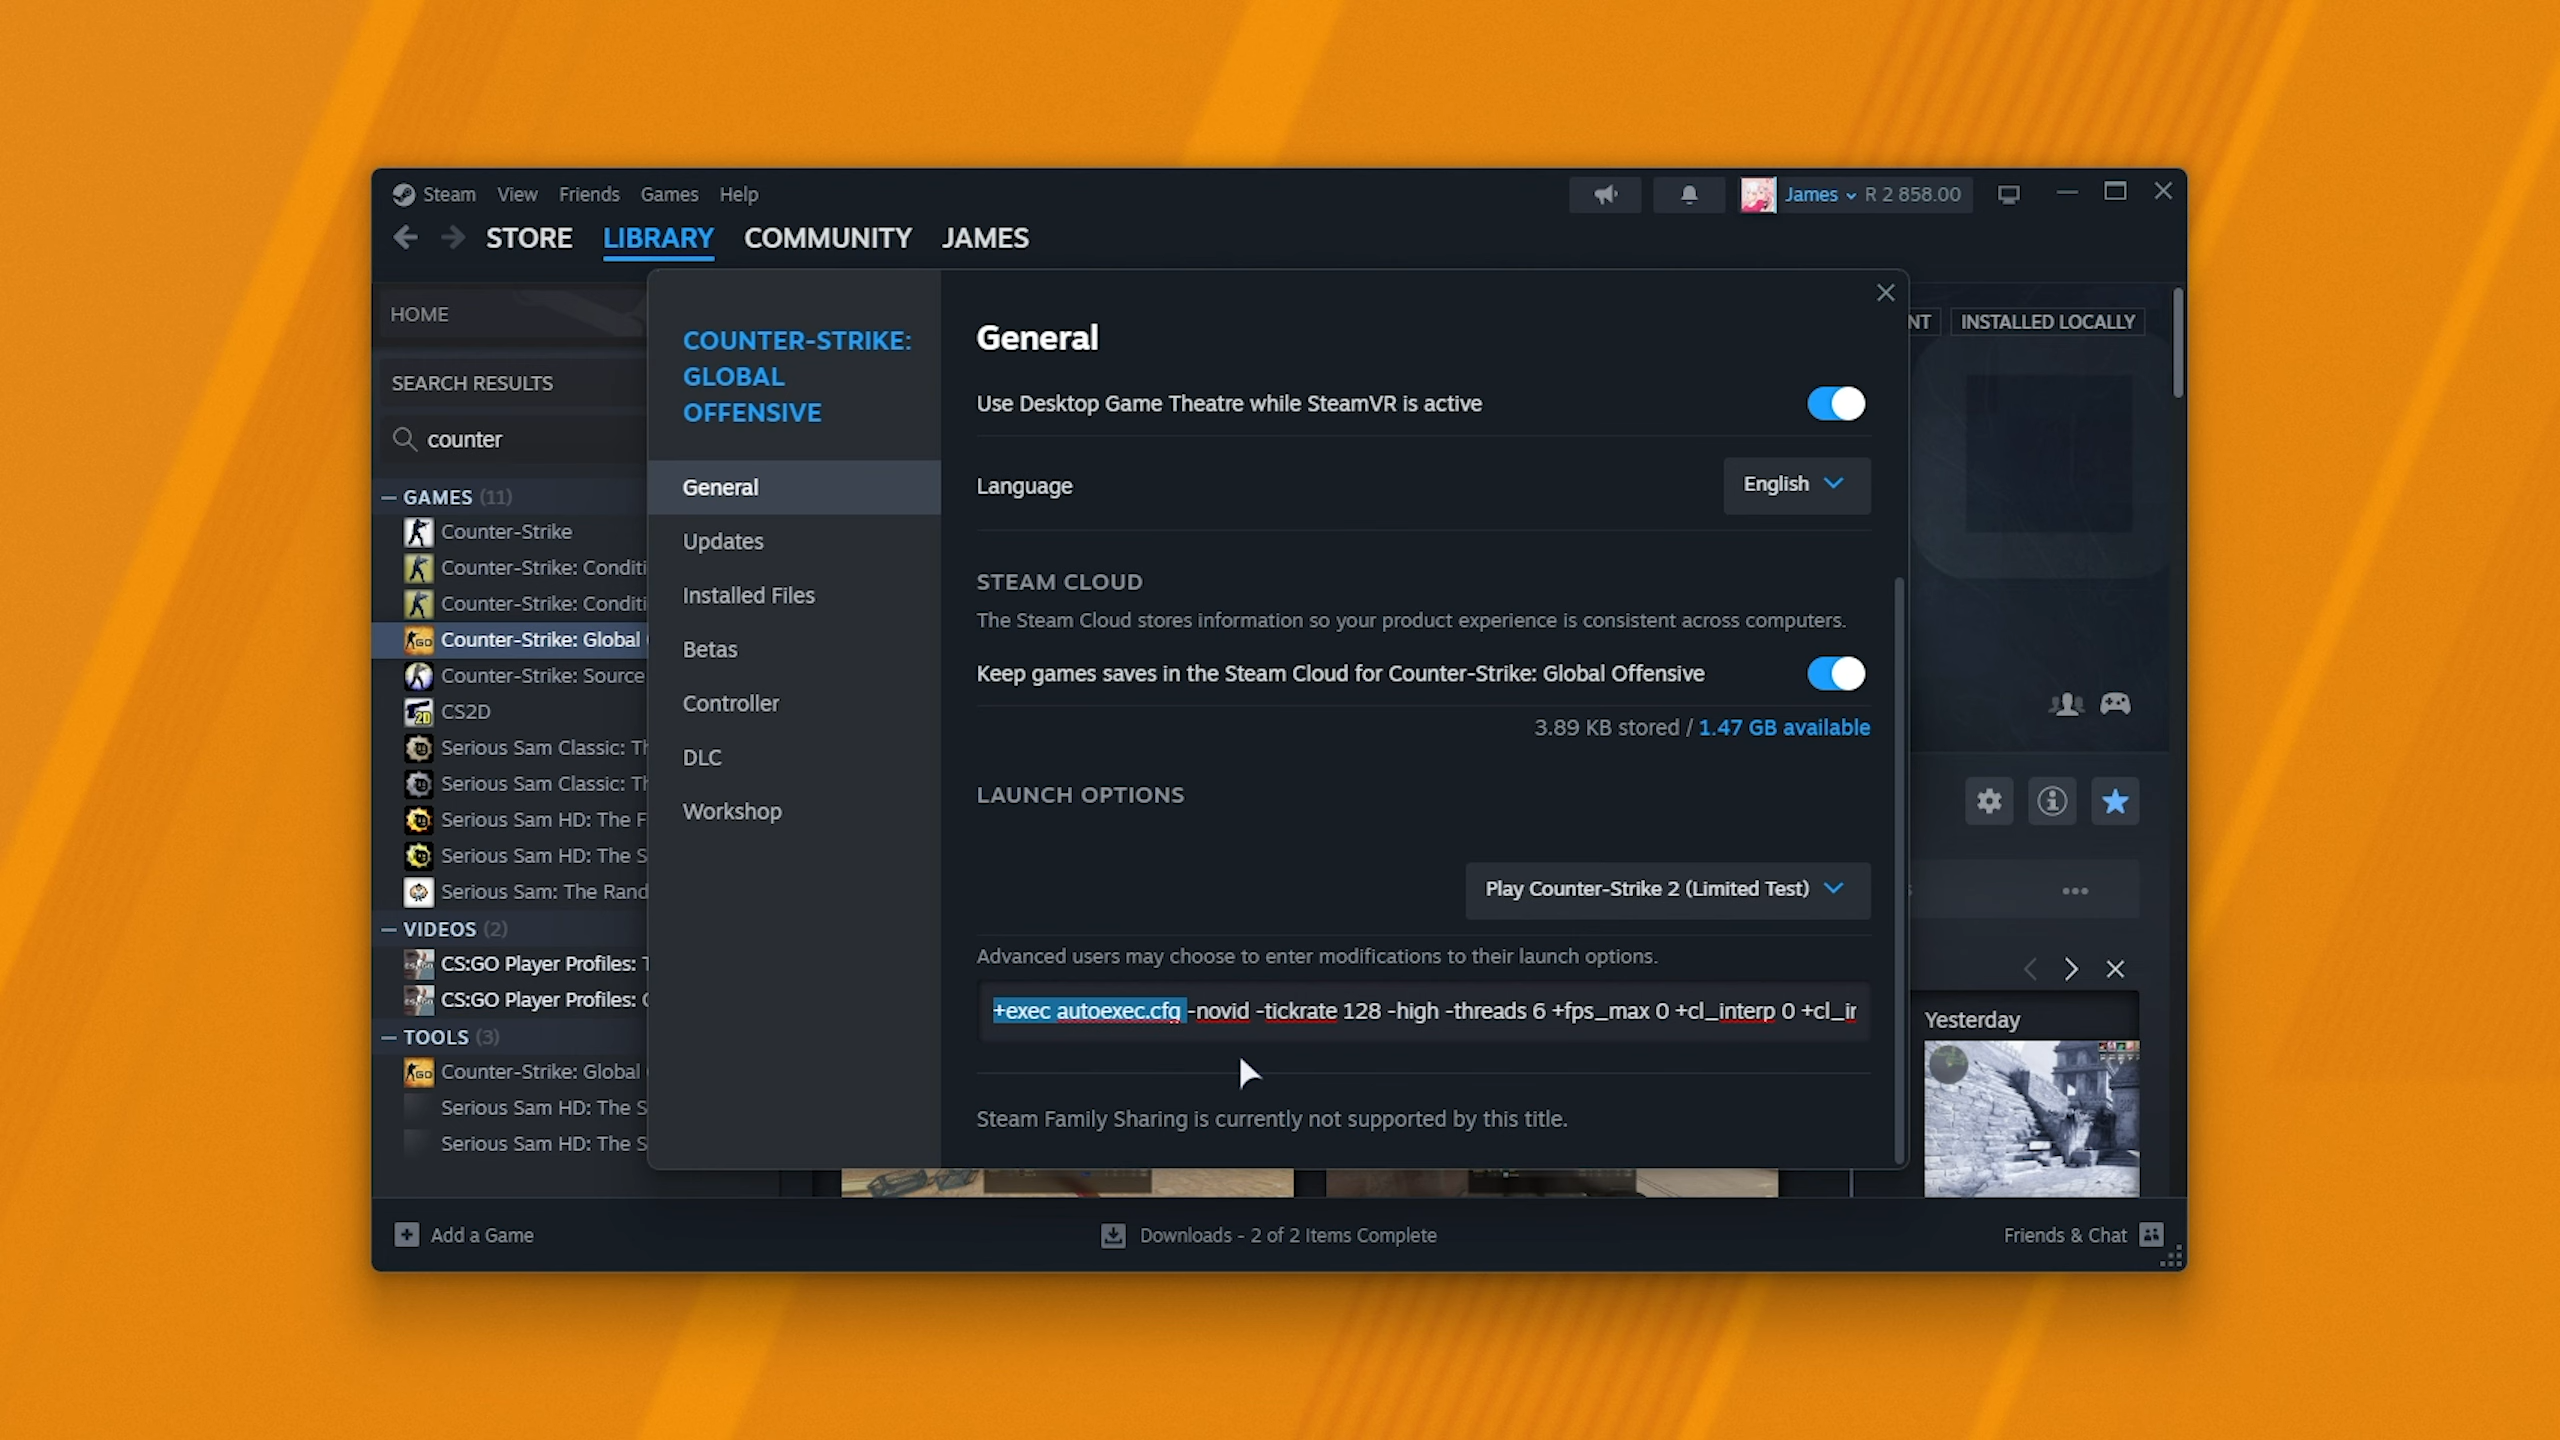 Steam View Friends Games Help
James R 2 858.00
STORE LIBRARY COMMUNITY JAMES
HOME
SEARCH RESULTS
counter
— GAMES (11)
Counter-Strike
Counter-Strike: Conditi
Counter-Strike: Conditi
Counter-Strike: Global
Counter-Strike: Source
CS2D
Serious Sam Classic: Th
Serious Sam Classic: Th
Serious Sam HD: The F
Serious Sam HD: The S
Serious Sam: The Rand
— VIDEOS (2)
CS:GO Player Profiles:
CS:GO Player Profiles:
— TOOLS (3)
Counter-Strike: Global
Serious Sam HD: The S
Serious Sam HD: The S
COUNTER-STRIKE:
GLOBAL
OFFENSIVE
General
Updates
Installed Files
Betas
Controller
DLC
Workshop
General
Use Desktop Game Theatre while SteamVR is active
Language
English
STEAM CLOUD
The Steam Cloud stores information so your product experience is consistent across computers.
Keep games saves in the Steam Cloud for Counter-Strike: Global Offensive
3.89 KB stored / 1.47 GB available
LAUNCH OPTIONS
Play Counter-Strike 2 (Limited Test)
Advanced users may choose to enter modifications to their launch options.
+exec autoexec.cfg -novid -tickrate 128 -high -threads 6 +fps_max 0 +cl_interp 0 +cl_ir
Steam Family Sharing is currently not supported by this title.
NT
INSTALLED LOCALLY
Yesterday
Add a Game
Downloads - 2 of 2 Items Complete
Friends & Chat